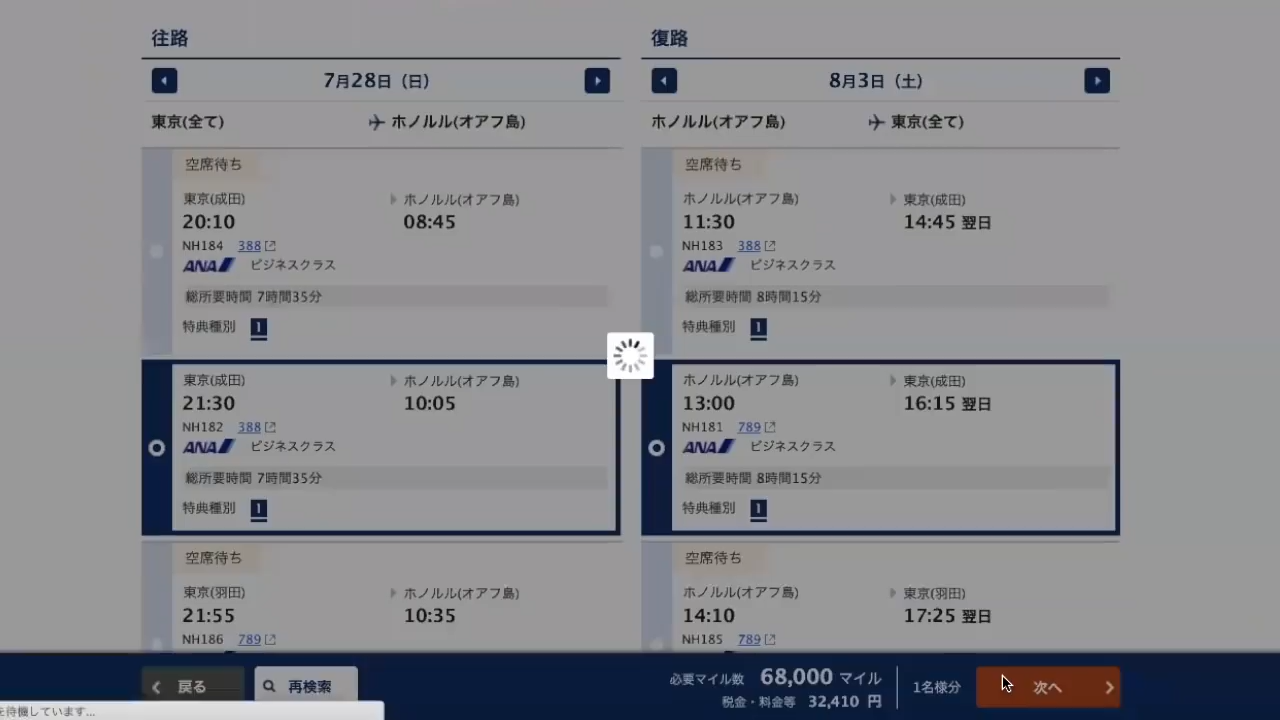 往路
7月28日（日）
東京(全て)
ホノルル(オアフ島)
空席待ち
東京(成田)
ホノルル(オアフ島)
20:10
08:45
NH184 388
ANA ビジネスクラス
総所要時間 7時間35分
特典種別 1
東京(成田)
ホノルル(オアフ島)
21:30
10:05
NH182 388
ANA ビジネスクラス
総所要時間 7時間35分
特典種別 1
空席待ち
東京(羽田)
ホノルル(オアフ島)
21:55
10:35
NH186 789
復路
8月3日（土）
ホノルル(オアフ島)
東京(全て)
空席待ち
ホノルル(オアフ島)
東京(成田)
11:30
14:45 翌日
NH183 388
ANA ビジネスクラス
総所要時間 8時間15分
特典種別 1
ホノルル(オアフ島)
東京(成田)
13:00
16:15 翌日
NH181 789
ANA ビジネスクラス
総所要時間 8時間15分
特典種別 1
空席待ち
ホノルル(オアフ島)
東京(羽田)
14:10
17:25 翌日
NH185 789
戻る
再検索
必要マイル数 68,000 マイル
税金・料金等 32,410 円
1名様分
次へ
を待機しています...